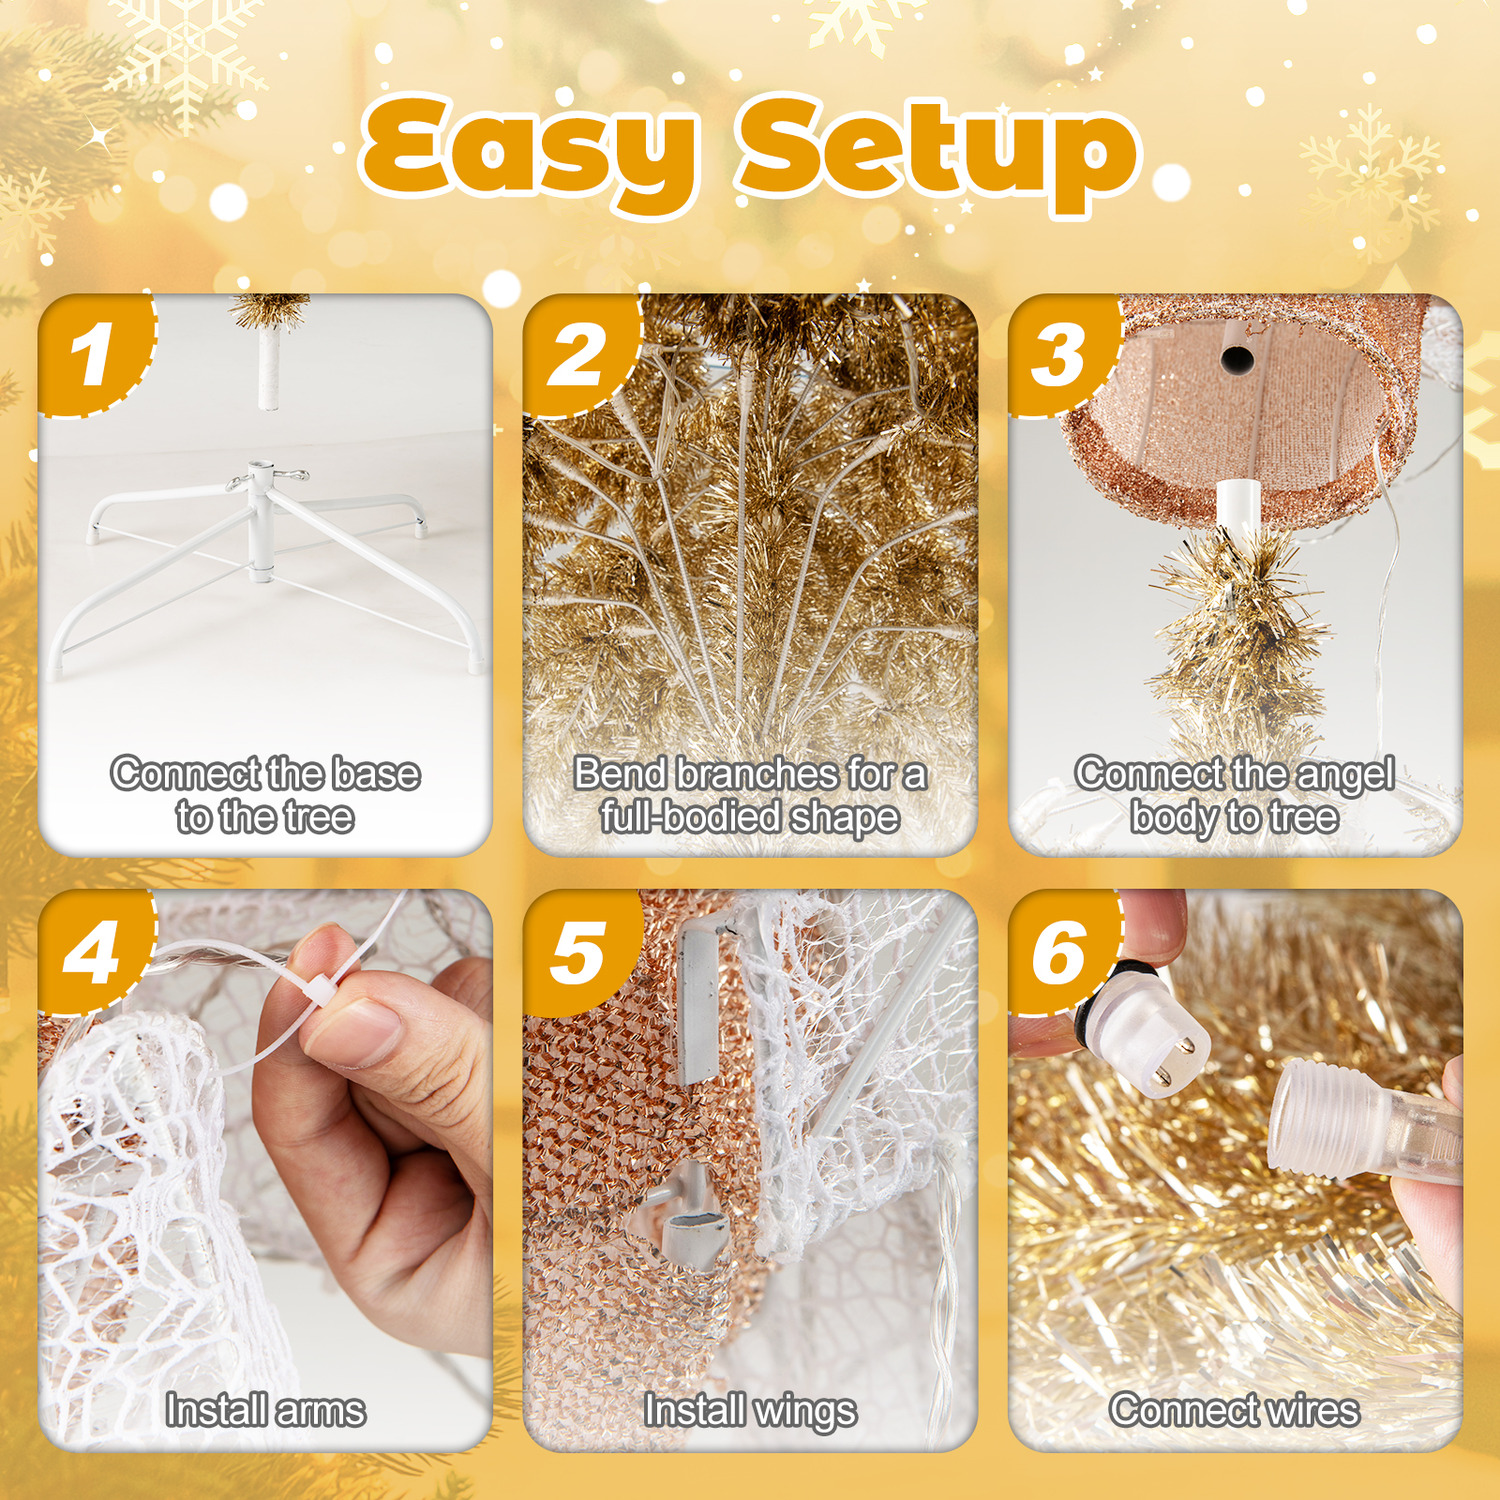 Easy Setup
1
Connect the base
to the tree
2
Bend branches for a
full-bodied shape
3
Connect the angel
body to tree
4
Install arms
5
Install wings
6
Connect wires